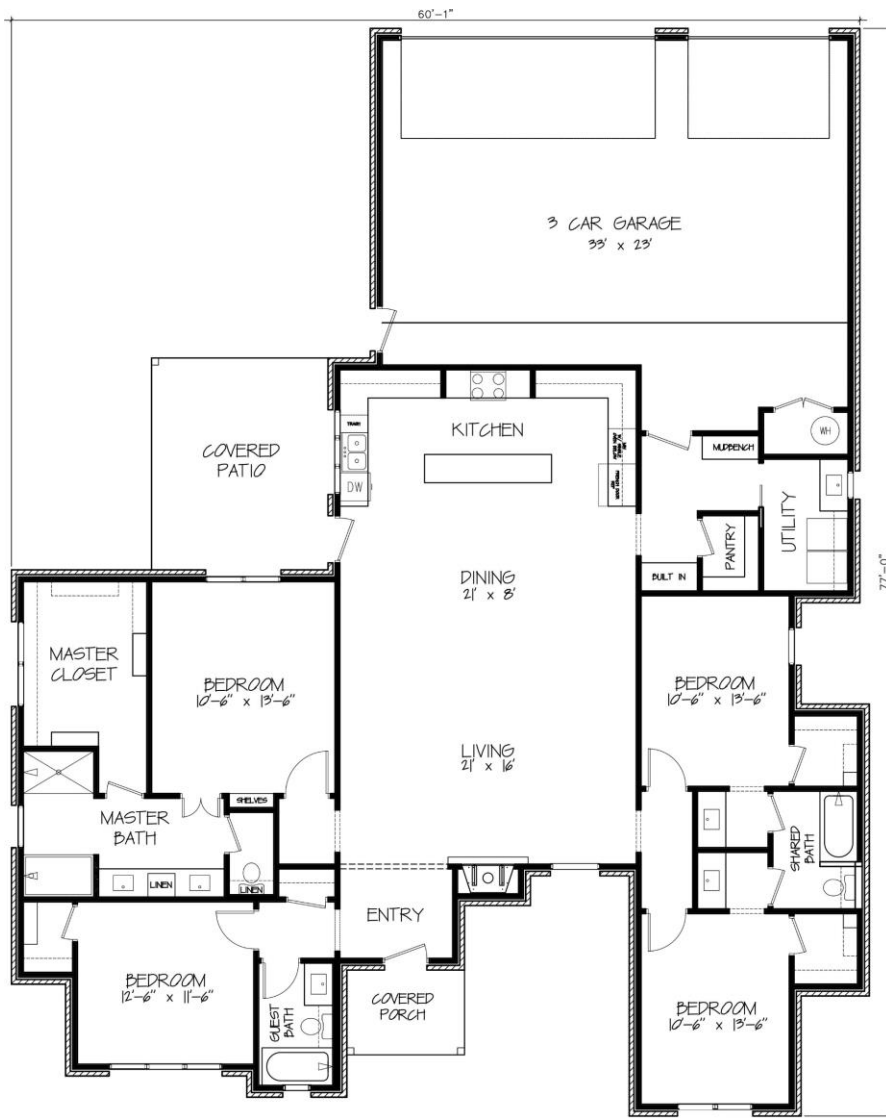 60'-1"
3 CAR GARAGE
33' x 23'
KITCHEN
TRASH
DW
COVERED
PATIO
WH
MUDBENCH
UTILITY
PANTRY
BUILT IN
77'-0"
DINING
21' x 8'
MASTER
CLOSET
BEDROOM
10'-6" x 13'-6"
BEDROOM
10'-6" x 13'-6"
LIVING
21' x 16'
SHELVES
MASTER
BATH
LINEN
LINEN
SHARED
BATH
ENTRY
BEDROOM
12'-6" x 11'-6"
GUEST
BATH
COVERED
PORCH
BEDROOM
10'-6" x 13'-6"